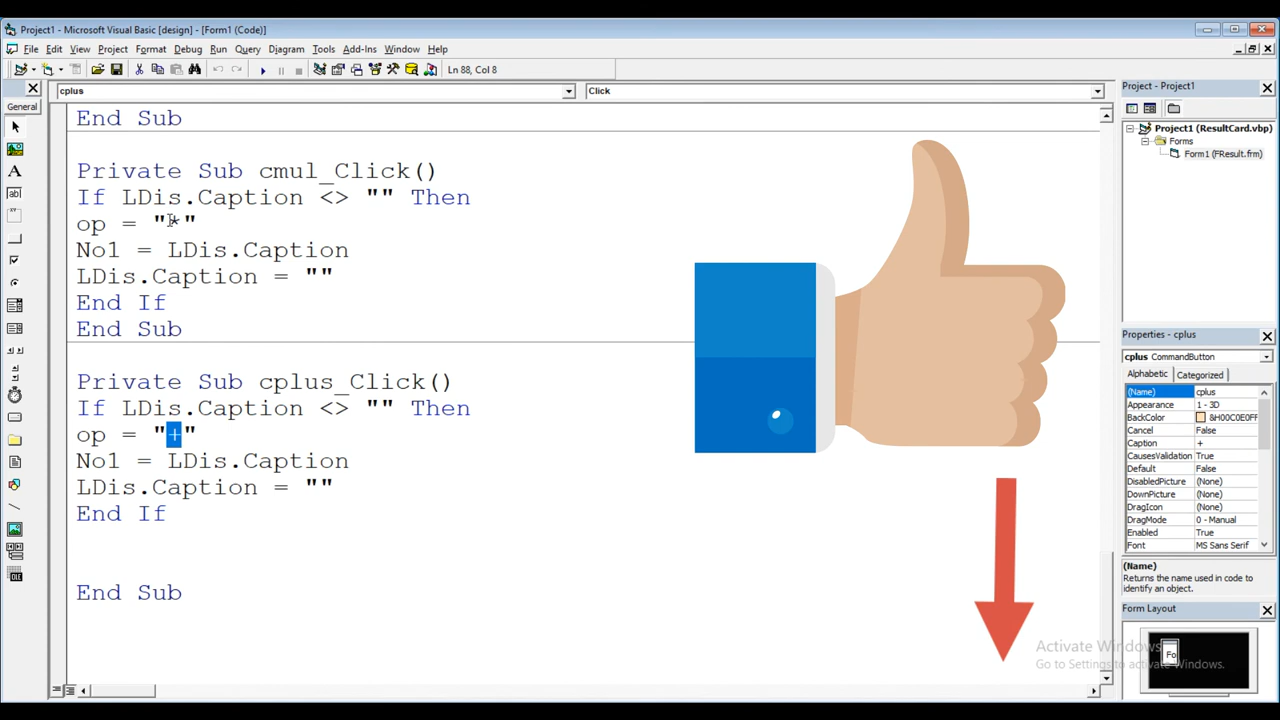 Project1 - Microsoft Visual Basic [design] - [Form1 (Code)]
File Edit View Project Format Debug Run Query Diagram Tools Add-Ins Window Help
Ln 88, Col 8
General
cplus
Click
End Sub
Private Sub cmul_Click()
If LDis.Caption <> "" Then
op = "*"
No1 = LDis.Caption
LDis.Caption = ""
End If
End Sub
Private Sub cplus_Click()
If LDis.Caption <> "" Then
op = "+"
No1 = LDis.Caption
LDis.Caption = ""
End If
End Sub
Project - Project1
Project1 (ResultCard.vbp)
Forms
Form1 (FResult.frm)
Properties - cplus
cplus CommandButton
Alphabetic Categorized
(Name) cplus
Appearance 1 - 3D
BackColor &H00C0E0FF
Cancel False
Caption +
CausesValidation True
Default False
DisabledPicture (None)
DownPicture (None)
DragIcon (None)
DragMode 0 - Manual
Enabled True
Font MS Sans Serif
(Name)
Returns the name used in code to
identify an object.
Form Layout
Fo
Activate Windows
Go to Settings to activate Windows.